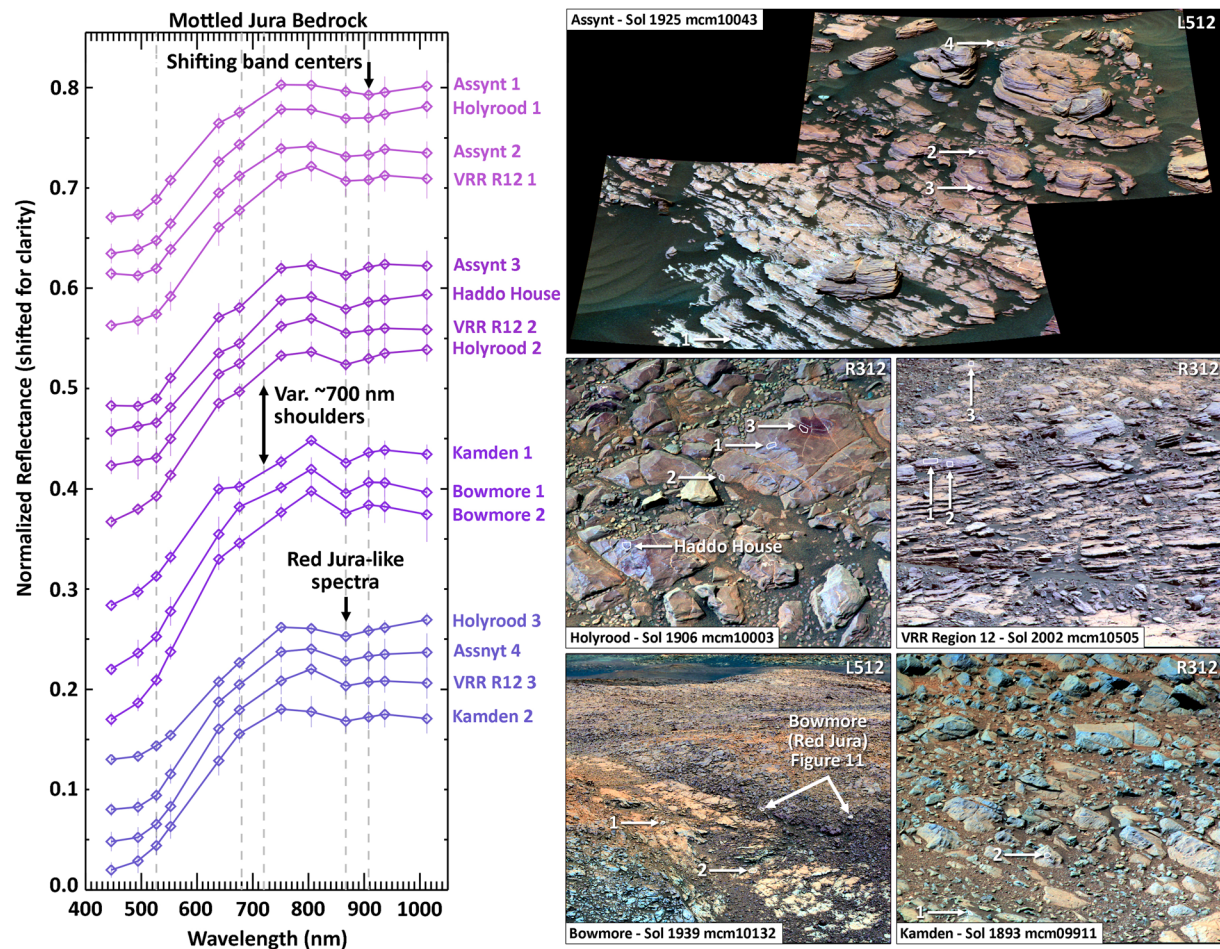 Mottled Jura Bedrock
Shifting band centers
0.8
0.7
0.6
0.5
0.4
0.3
0.2
0.1
0.0
Normalized Reflectance (shifted for clarity)
400 500 600 700 800 900 1000
Wavelength (nm)
Assynt 1
Holyrood 1
Assynt 2
VRR R12 1
Assynt 3
Haddo House
VRR R12 2
Holyrood 2
Var. ~700 nm
shoulders
Kamden 1
Bowmore 1
Bowmore 2
Red Jura-like
spectra
Holyrood 3
Assnyt 4
VRR R12 3
Kamden 2
Assynt - Sol 1925 mcm10043
L512
4
2
3
1
R312
3
1
2
Haddo House
Holyrood - Sol 1906 mcm10003
R312
3
1
2
VRR Region 12 - Sol 2002 mcm10505
L512
Bowmore
(Red Jura)
Figure 11
1
2
Bowmore - Sol 1939 mcm10132
R312
2
1
Kamden - Sol 1893 mcm09911